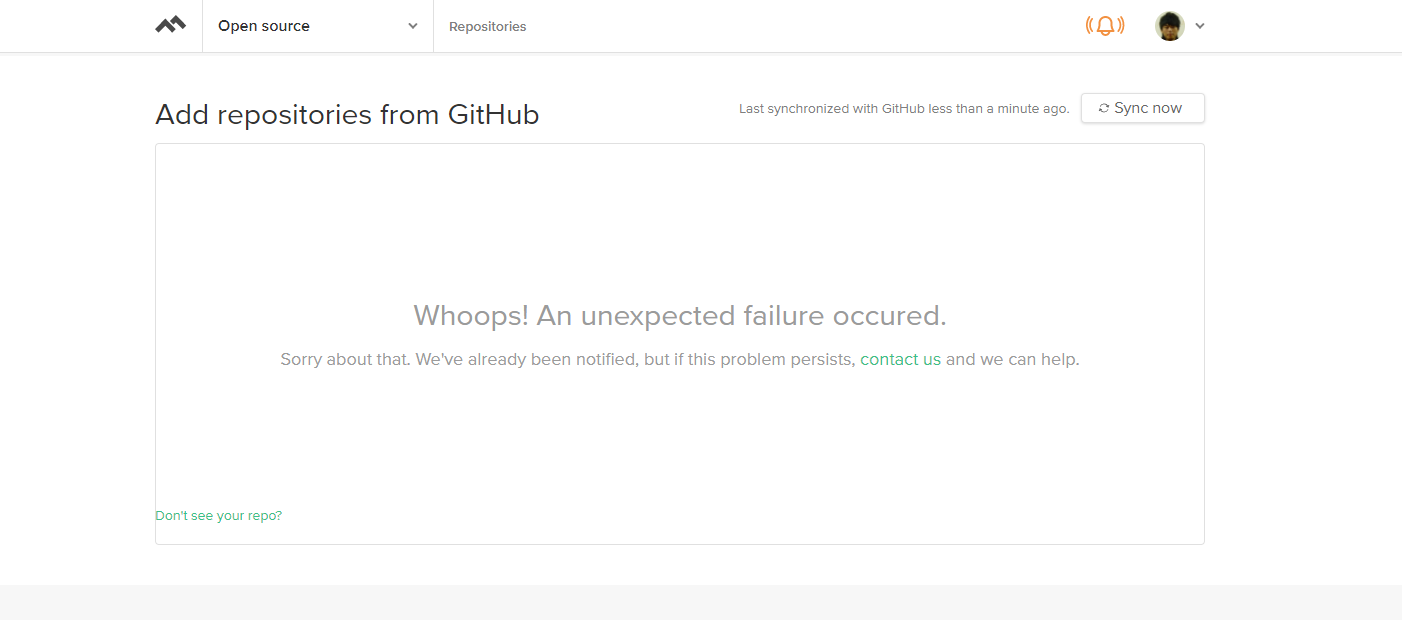 Open source
Repositories
Add repositories from GitHub
Last synchronized with GitHub less than a minute ago.
Sync now
Whoops! An unexpected failure occured.
Sorry about that. We've already been notified, but if this problem persists, contact us and we can help.
Don't see your repo?